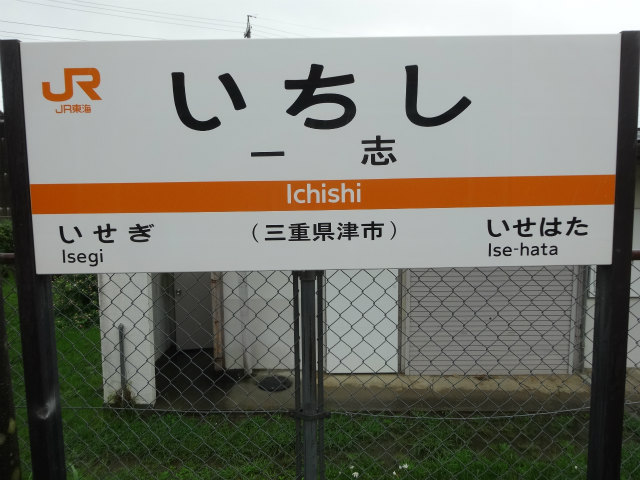 JR
JR東海
いちし
一志
Ichishi
いせぎ
Isegi
(三重県津市)
いせはた
Ise-hata